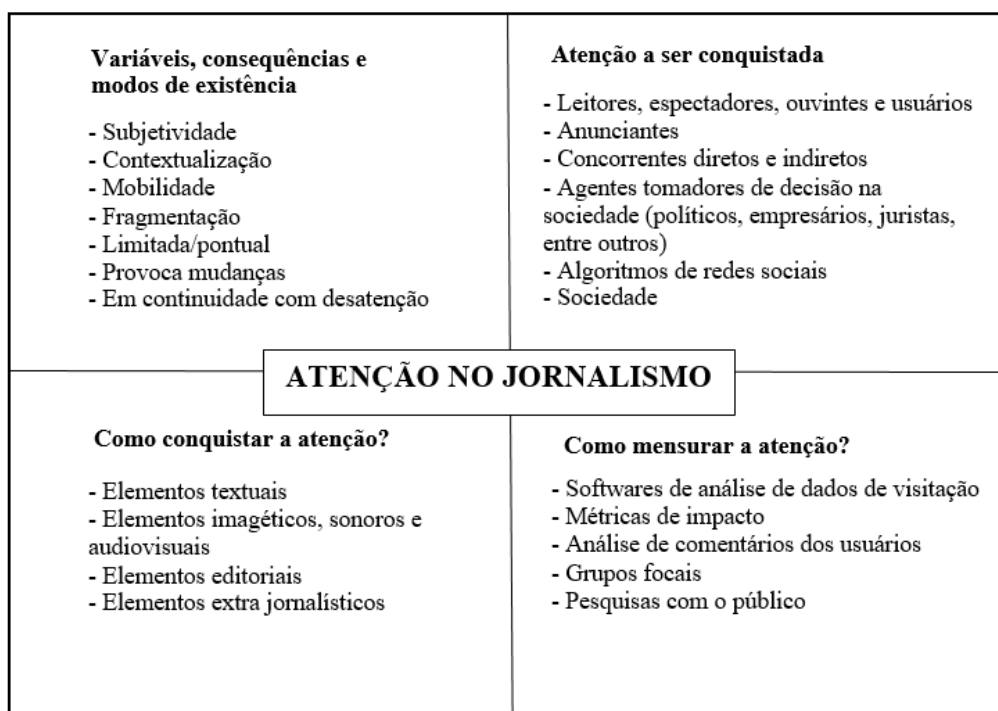 Variáveis, consequências e
modos de existência
- Subjetividade
- Contextualização
- Mobilidade
- Fragmentação
- Limitada/pontual
- Provoca mudanças
- Em continuidade com desatenção
Atenção a ser conquistada
- Leitores, espectadores, ouvintes e usuários
- Anunciantes
- Concorrentes diretos e indiretos
- Agentes tomadores de decisão na
sociedade (políticos, empresários, juristas,
entre outros)
- Algoritmos de redes sociais
- Sociedade
ATENÇÃO NO JORNALISMO
Como conquistar a atenção?
- Elementos textuais
- Elementos imagéticos, sonoros e
audiovisuais
- Elementos editoriais
- Elementos extra jornalísticos
Como mensurar a atenção?
- Softwares de análise de dados de visitação
- Métricas de impacto
- Análise de comentários dos usuários
- Grupos focais
- Pesquisas com o público